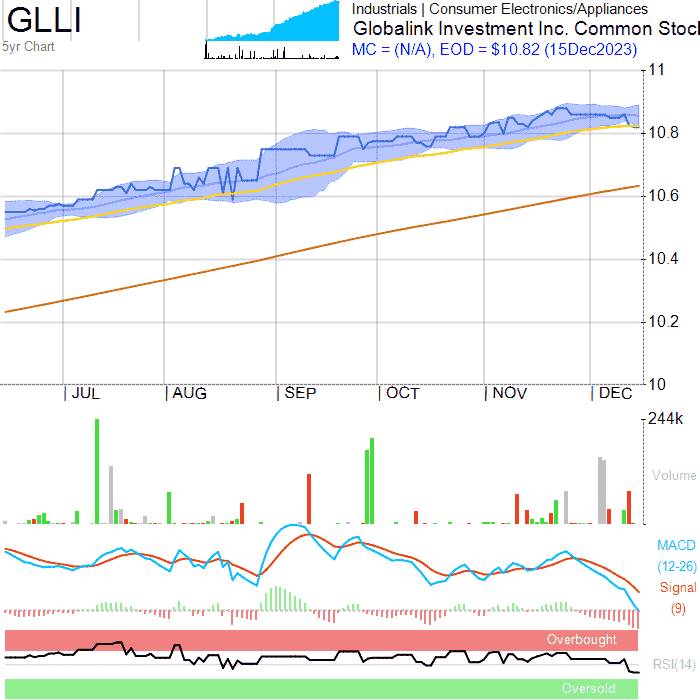 GLLI
5yr Chart
Industrials | Consumer Electronics/Appliances
Globalink Investment Inc. Common Stoc
MC = (N/A), EOD = $10.82 (15Dec2023)
11
10.8
10.6
10.4
10.2
10
JUL AUG SEP OCT NOV DEC
244k
Volume
MACD
(12-26)
Signal
(9)
Overbought
RSI(14)
Oversold